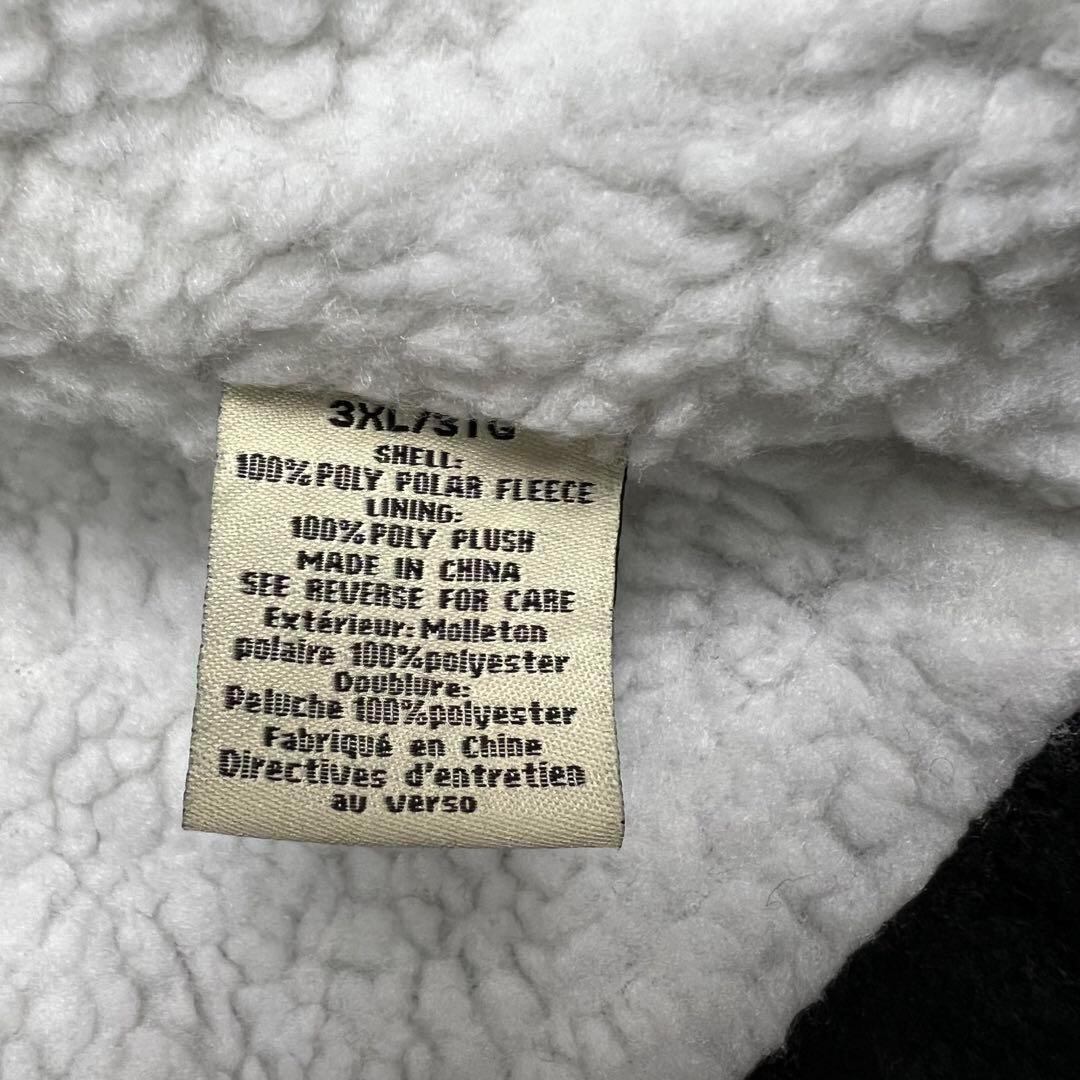 3XL/3TG
SHELL:
100%POLY POLAR FLEECE
LINING:
100%POLY PLUSH
MADE IN CHINA
SEE REVERSE FOR CARE
Extérieur: Molleton
polaire 100%polyester
Doublure:
Peluche 100%polyester
Fabriqué en Chine
Directives d'entretien
au verso